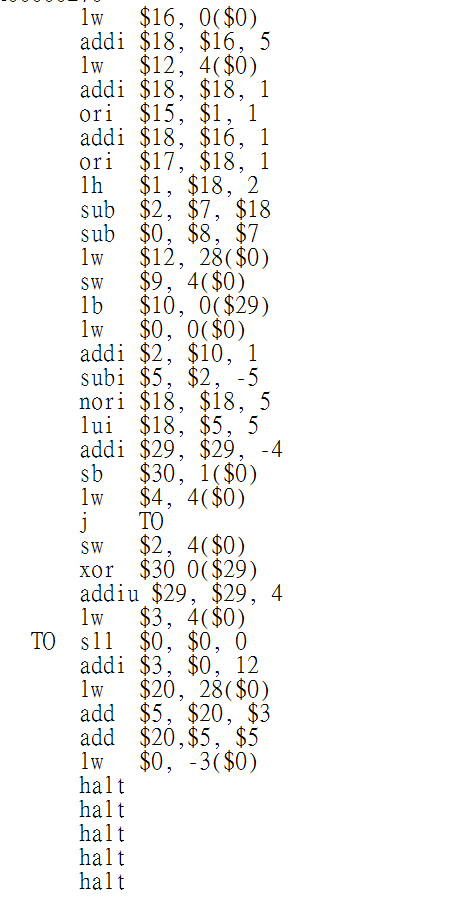 lw $16, 0($0)
addi $18, $16, 5
lw $12, 4($0)
addi $18, $18, 1
ori $15, $1, 1
addi $18, $16, 1
ori $17, $18, 1
lh $1, $18, 2
sub $2, $7, $18
sub $0, $8, $7
lw $12, 28($0)
sw $9, 4($0)
lb $10, 0($29)
lw $0, 0($0)
addi $2, $10, 1
subi $5, $2, -5
nori $18, $18, 5
lui $18, $5, 5
addi $29, $29, -4
sb $30, 1($0)
lw $4, 4($0)
j TO
sw $2, 4($0)
xor $30 0($29)
addiu $29, $29, 4
lw $3, 4($0)
TO sll $0, $0, 0
addi $3, $0, 12
lw $20, 28($0)
add $5, $20, $3
add $20,$5, $5
lw $0, -3($0)
halt
halt
halt
halt
halt